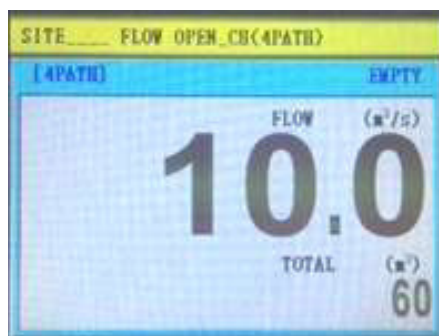 SITE____ FLOW OPEN_CH(4PATH)
[4PATH] EMPTY
FLOW (m³/s)
10.0
TOTAL (m³)
60